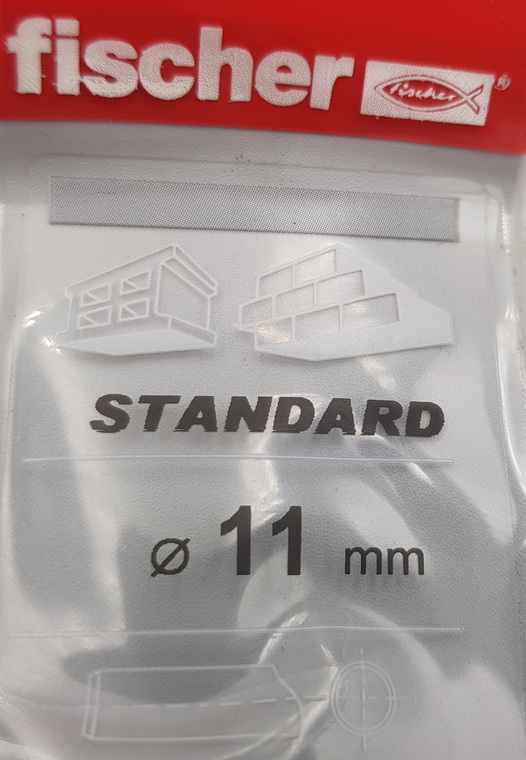 fischer fischer ®
STANDARD
ø 11 mm